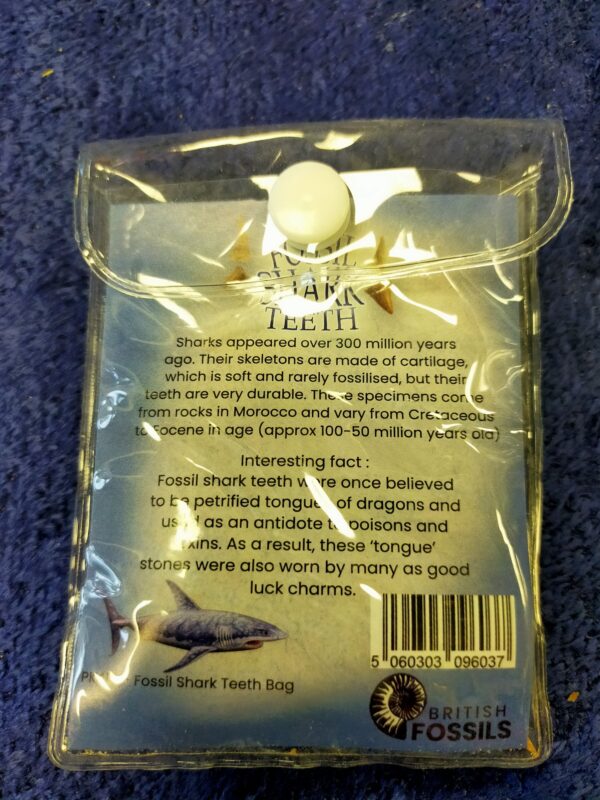 FOSSIL
SHARK
TEETH
Sharks appeared over 300 million years
ago. Their skeletons are made of cartilage,
which is soft and rarely fossilised, but their
teeth are very durable. These specimens come
from rocks in Morocco and vary from Cretaceous
to Eocene in age (approx 100-50 million years old)
Interesting fact :
Fossil shark teeth were once believed
to be petrified tongues of dragons and
used as an antidote to poisons and
toxins. As a result, these ‘tongue’
stones were also worn by many as good
luck charms.
Fossil Shark Teeth Bag
5 060303 096037
BRITISH
FOSSILS